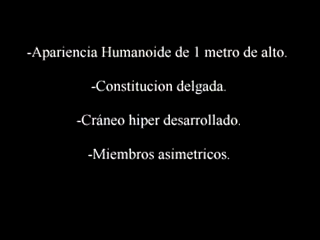 -Apariencia Humanoide de 1 metro de alto.
-Constitucion delgada.
-Cráneo hiper desarrollado.
-Miembros asimetricos.